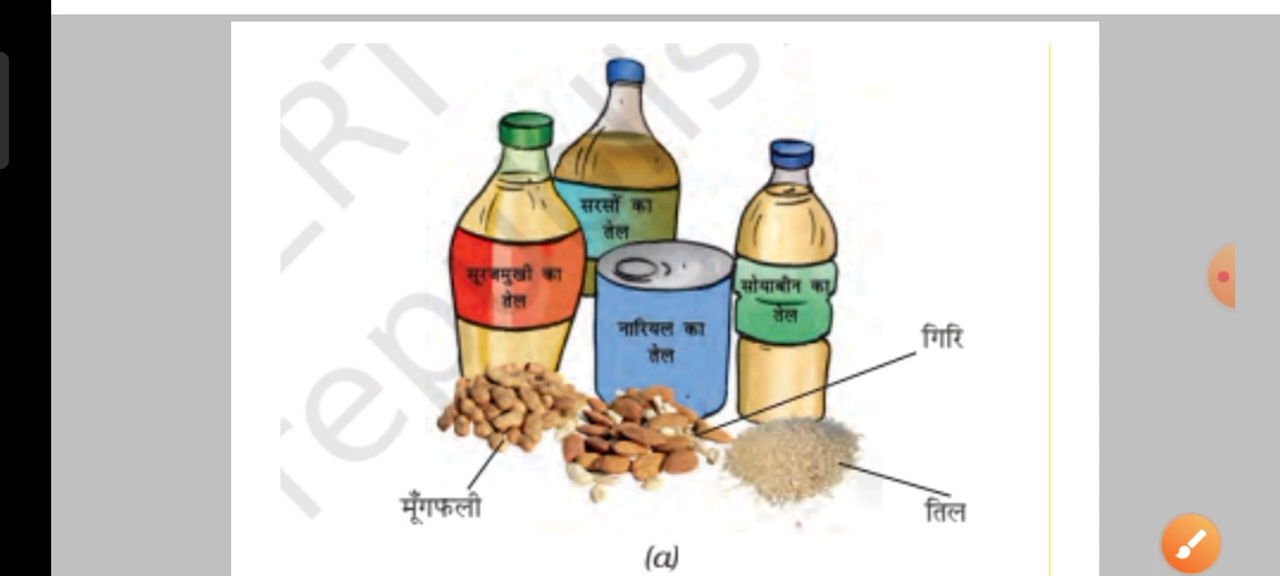 सरसों का
तेल
सूरजमुखी का
तेल
सोयाबीन का
तेल
नारियल का
तेल
गिरि
मूँगफली
तिल
(a)